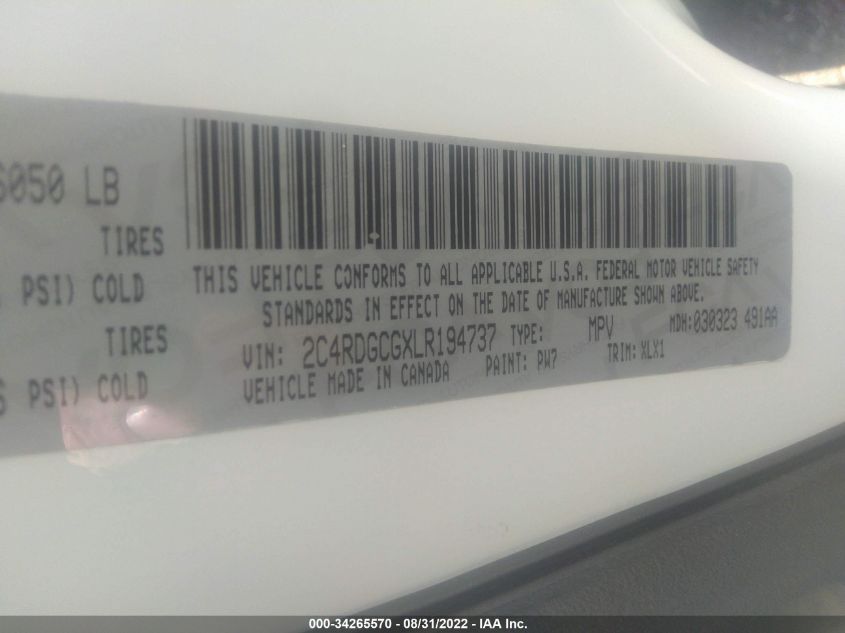 6050 LB
TIRES
PSI) COLD
TIRES
PSI) COLD
THIS VEHICLE CONFORMS TO ALL APPLICABLE U.S.A. FEDERAL MOTOR VEHICLE SAFETY
STANDARDS IN EFFECT ON THE DATE OF MANUFACTURE SHOWN ABOVE.
MDH:030323 491AA
VIN: 2C4RDGCGXLR194737 TYPE: MPV
VEHICLE MADE IN CANADA PAINT: PW7 TRIM: XLX1
000-34265570 - 08/31/2022 - IAA Inc.